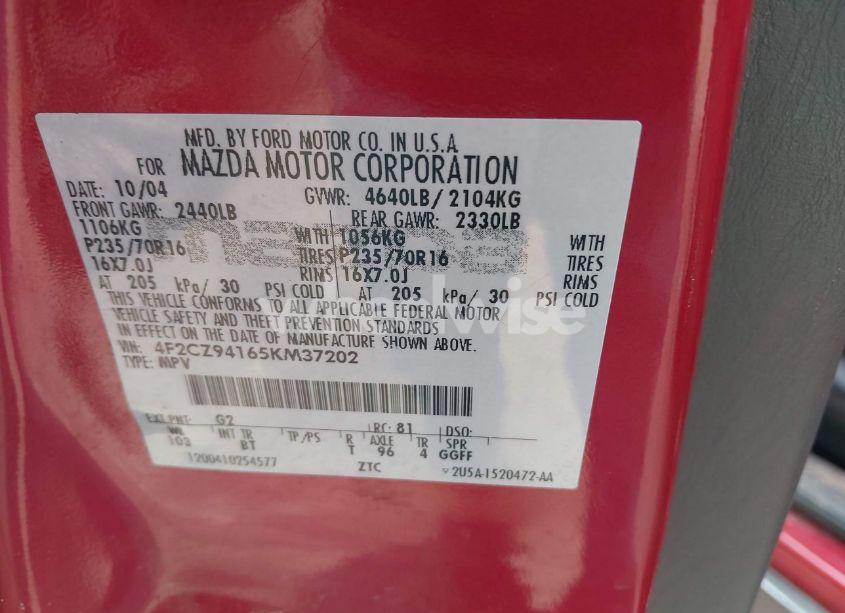 MFD. BY FORD MOTOR CO. IN U.S.A.
FOR MAZDA MOTOR CORPORATION
DATE: 10/04 GVWR: 4640LB/ 2104KG
FRONT GAWR: 2440LB REAR GAWR: 2330LB
1106KG WITH 1056KG WITH
P235/70R16 TIRES P235/70R16 TIRES
16X7.0J RIMS 16X7.0J RIMS
AT 205 kPa/ 30 PSI COLD AT 205 kPa/ 30 PSI COLD
THIS VEHICLE CONFORMS TO ALL APPLICABLE FEDERAL MOTOR
VEHICLE SAFETY AND THEFT PREVENTION STANDARDS
IN EFFECT ON THE DATE OF MANUFACTURE SHOWN ABOVE.
VIN: 4F2CZ94165KM37202
TYPE: MPV
EXT PNT: G2 RC: 81 DSO:
WB INT TR TP/PS R AXLE TR SPR
103 BT T 96 4 GGFF
1200410254577 ZTC v 2U5A-1520472-AA
wheelwise